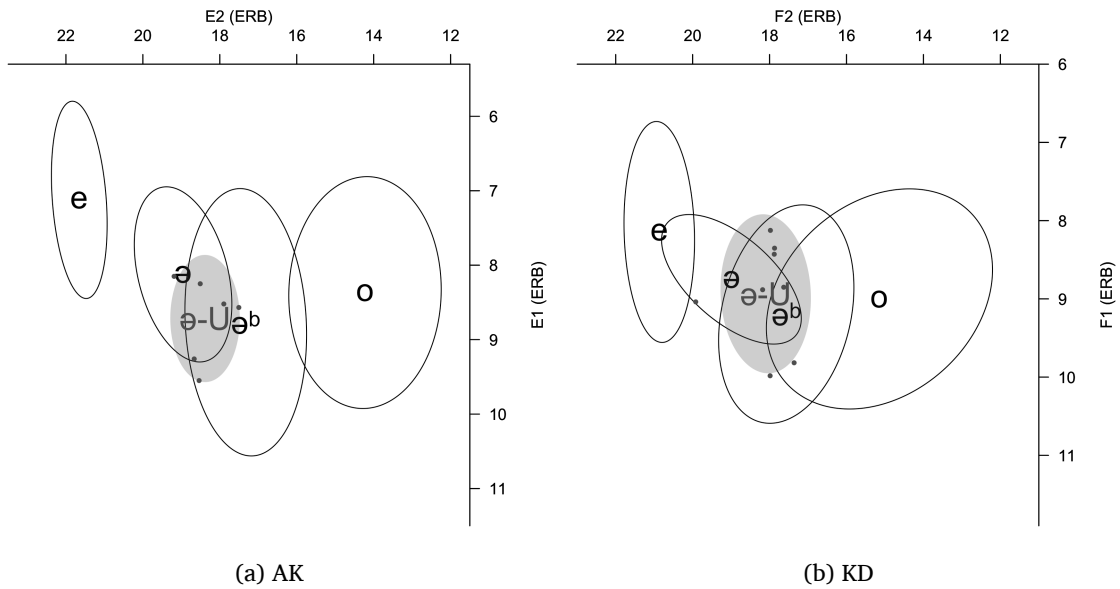 E2 (ERB)
22 20 18 16 14 12
6
7
8
9
10
11
E1 (ERB)
e
ə
ə-U
əᵇ
o
(a) AK
F2 (ERB)
22 20 18 16 14 12
6
7
8
9
10
11
F1 (ERB)
e
ə
ə-U
əᵇ
o
(b) KD